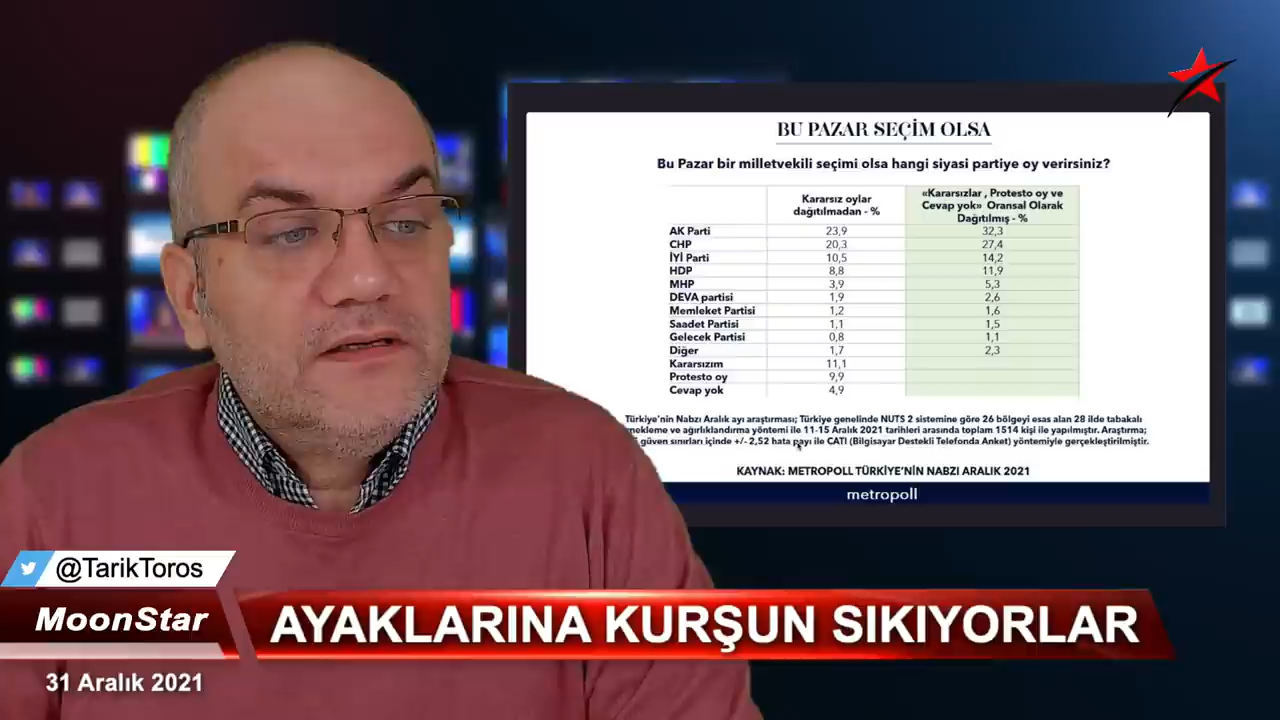 BU PAZAR SEÇİM OLSA
Bu Pazar bir milletvekili seçimi olsa hangi siyasi partiye oy verirsiniz?
Kararsız oylar dağıtılmadan - %
«Kararsızlar , Protesto oy ve Cevap yok» Oransal Olarak Dağıtılmış - %
AK Parti 23,9 32,3
CHP 20,3 27,4
İYİ Parti 10,5 14,2
HDP 8,8 11,9
MHP 3,9 5,3
DEVA partisi 1,9 2,6
Memleket Partisi 1,2 1,6
Saadet Partisi 1,1 1,5
Gelecek Partisi 0,8 1,1
Diğer 1,7 2,3
Kararsızım 11,1
Protesto oy 9,9
Cevap yok 4,9
Türkiye'nin Nabzı Aralık ayı araştırması; Türkiye genelinde NUTS 2 sistemine göre 26 bölgeyi esas alan 28 ilde tabakalı
ve ağırlıklandırma yöntemi ile 11-15 Aralık 2021 tarihleri arasında toplam 1514 kişi ile yapılmıştır. Araştırma;
güven sınırları içinde +/- 2,52 hata payı ile CATI (Bilgisayar Destekli Telefonda Anket) yöntemiyle gerçekleştirilmiştir.
KAYNAK: METROPOLL TÜRKİYE'NİN NABZI ARALIK 2021
metropoll
@TarikToros
MoonStar
AYAKLARINA KURŞUN SIKIYORLAR
31 Aralık 2021